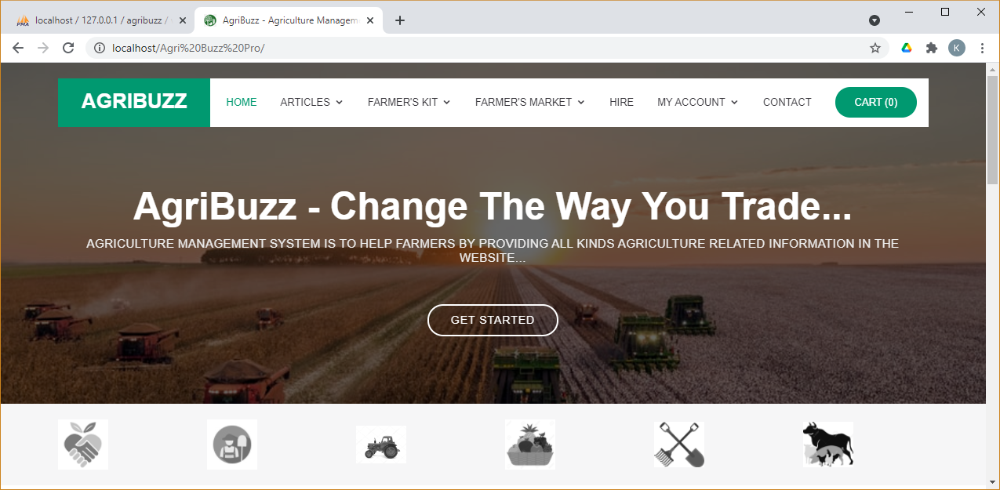 PMA
localhost / 127.0.0.1 / agribuzz /
AgriBuzz - Agriculture Managem
localhost/Agri%20Buzz%20Pro/
K
AGRIBUZZ
HOME
ARTICLES
FARMER'S KIT
FARMER'S MARKET
HIRE
MY ACCOUNT
CONTACT
CART (0)
AgriBuzz - Change The Way You Trade...
AGRICULTURE MANAGEMENT SYSTEM IS TO HELP FARMERS BY PROVIDING ALL KINDS AGRICULTURE RELATED INFORMATION IN THE
WEBSITE...
GET STARTED